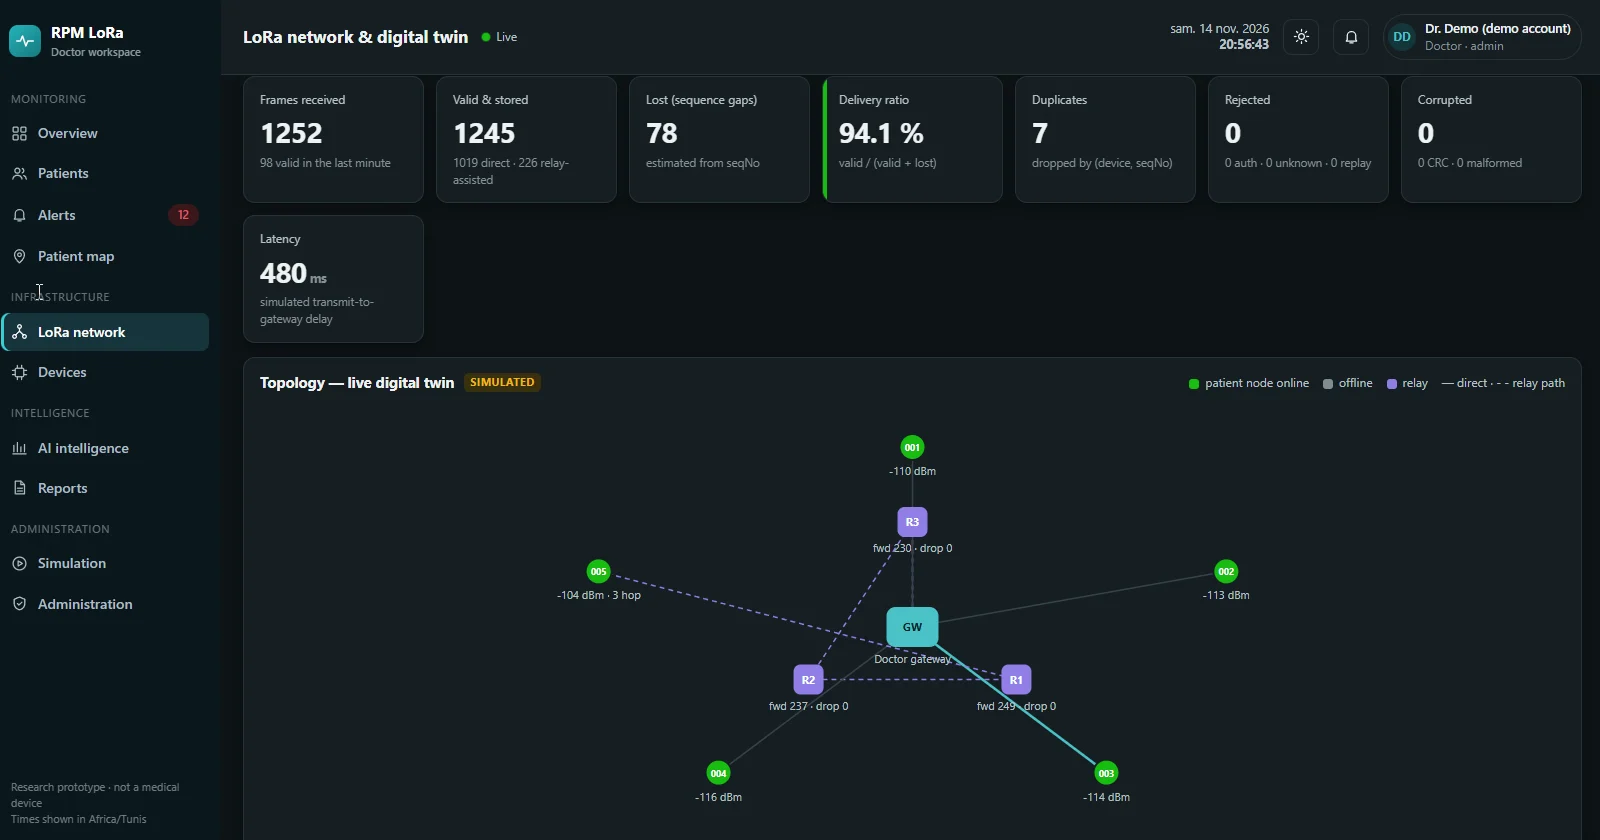 RPM LoRa
Doctor workspace
MONITORING
Overview
Patients
Alerts 12
Patient map
INFRASTRUCTURE
LoRa network
Devices
INTELLIGENCE
AI intelligence
Reports
ADMINISTRATION
Simulation
Administration
Research prototype · not a medical
device
Times shown in Africa/Tunis
LoRa network & digital twin Live
sam. 14 nov. 2026
20:56:43
DD
Dr. Demo (demo account)
Doctor · admin
Frames received
1252
98 valid in the last minute
Valid & stored
1245
1019 direct · 226 relay-
assisted
Lost (sequence gaps)
78
estimated from seqNo
Delivery ratio
94.1 %
valid / (valid + lost)
Duplicates
7
dropped by (device, seqNo)
Rejected
0
0 auth · 0 unknown · 0 replay
Corrupted
0
0 CRC · 0 malformed
Latency
480 ms
simulated transmit-to-
gateway delay
Topology — live digital twin SIMULATED
patient node online offline relay — direct · - - relay path
001
-110 dBm
R3
fwd 230 · drop 0
005
-104 dBm · 3 hop
002
-113 dBm
GW
Doctor gateway
R2
fwd 237 · drop 0
R1
fwd 249 · drop 0
004
-116 dBm
003
-114 dBm